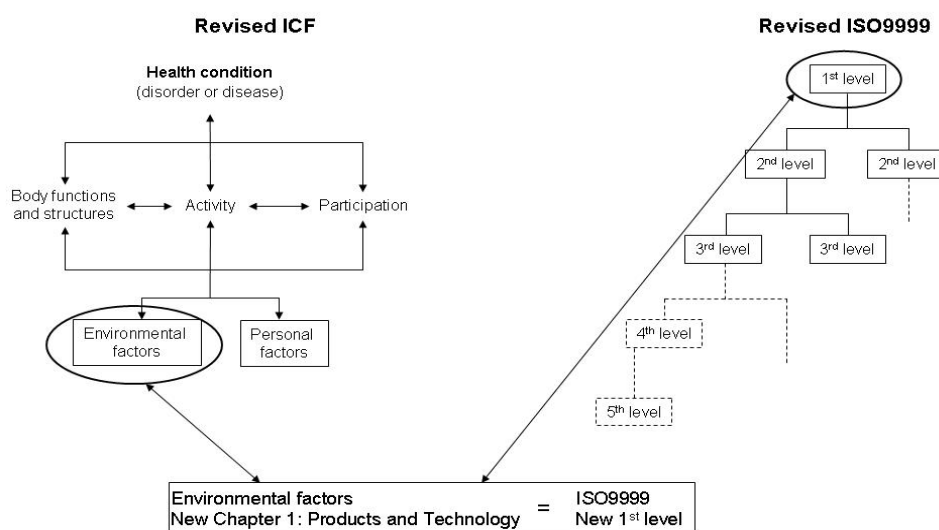 Revised ICF
Health condition
(disorder or disease)
Body functions
and structures
Activity
Participation
Environmental
factors
Personal
factors
Revised ISO9999
1st level
2nd level
2nd level
3rd level
3rd level
4th level
5th level
Environmental factors = ISO9999
New Chapter 1: Products and Technology New 1st level